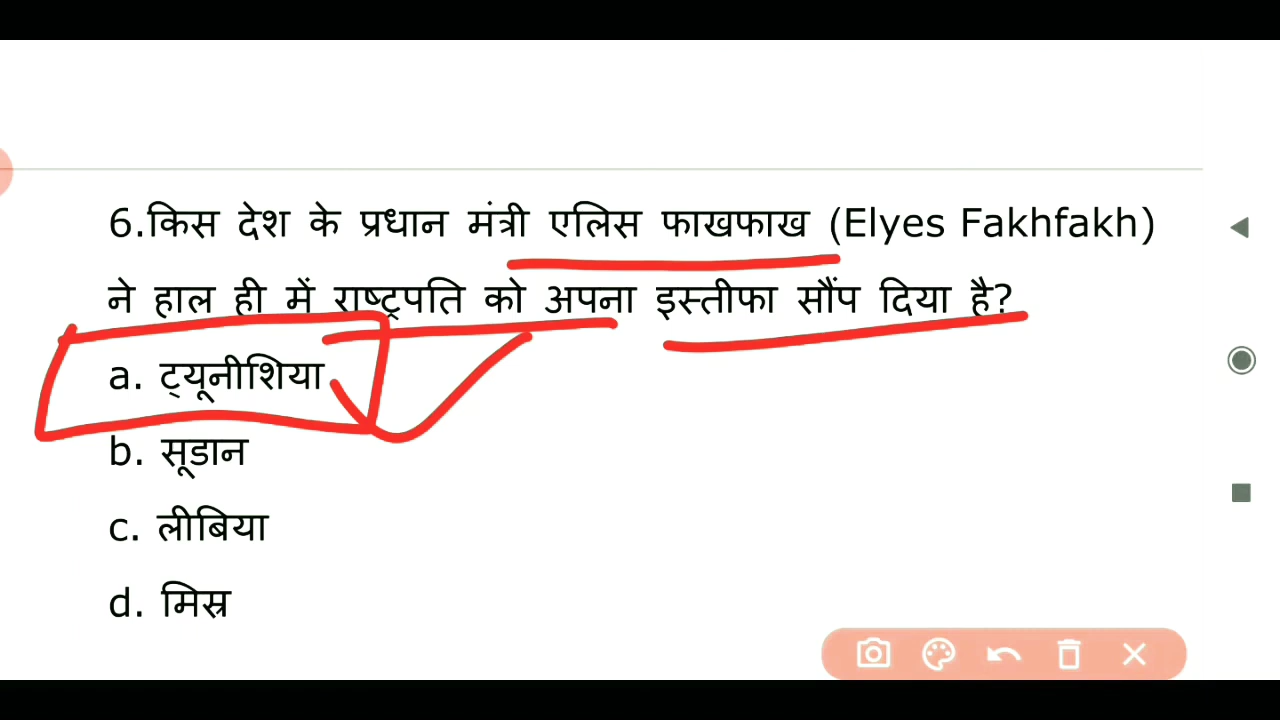 6.किस देश के प्रधान मंत्री एलिस फाखफाख (Elyes Fakhfakh)
ने हाल ही में राष्ट्रपति को अपना इस्तीफा सौंप दिया है?
a. ट्यूनीशिया
b. सूडान
c. लीबिया
d. मिस्र